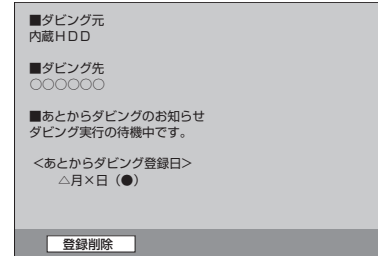 ■ダビング元
内蔵ＨＤＤ
■ダビング先
○○○○○○
■あとからダビングのお知らせ
ダビング実行の待機中です。
＜あとからダビング登録日＞
△月×日（●）
登録削除